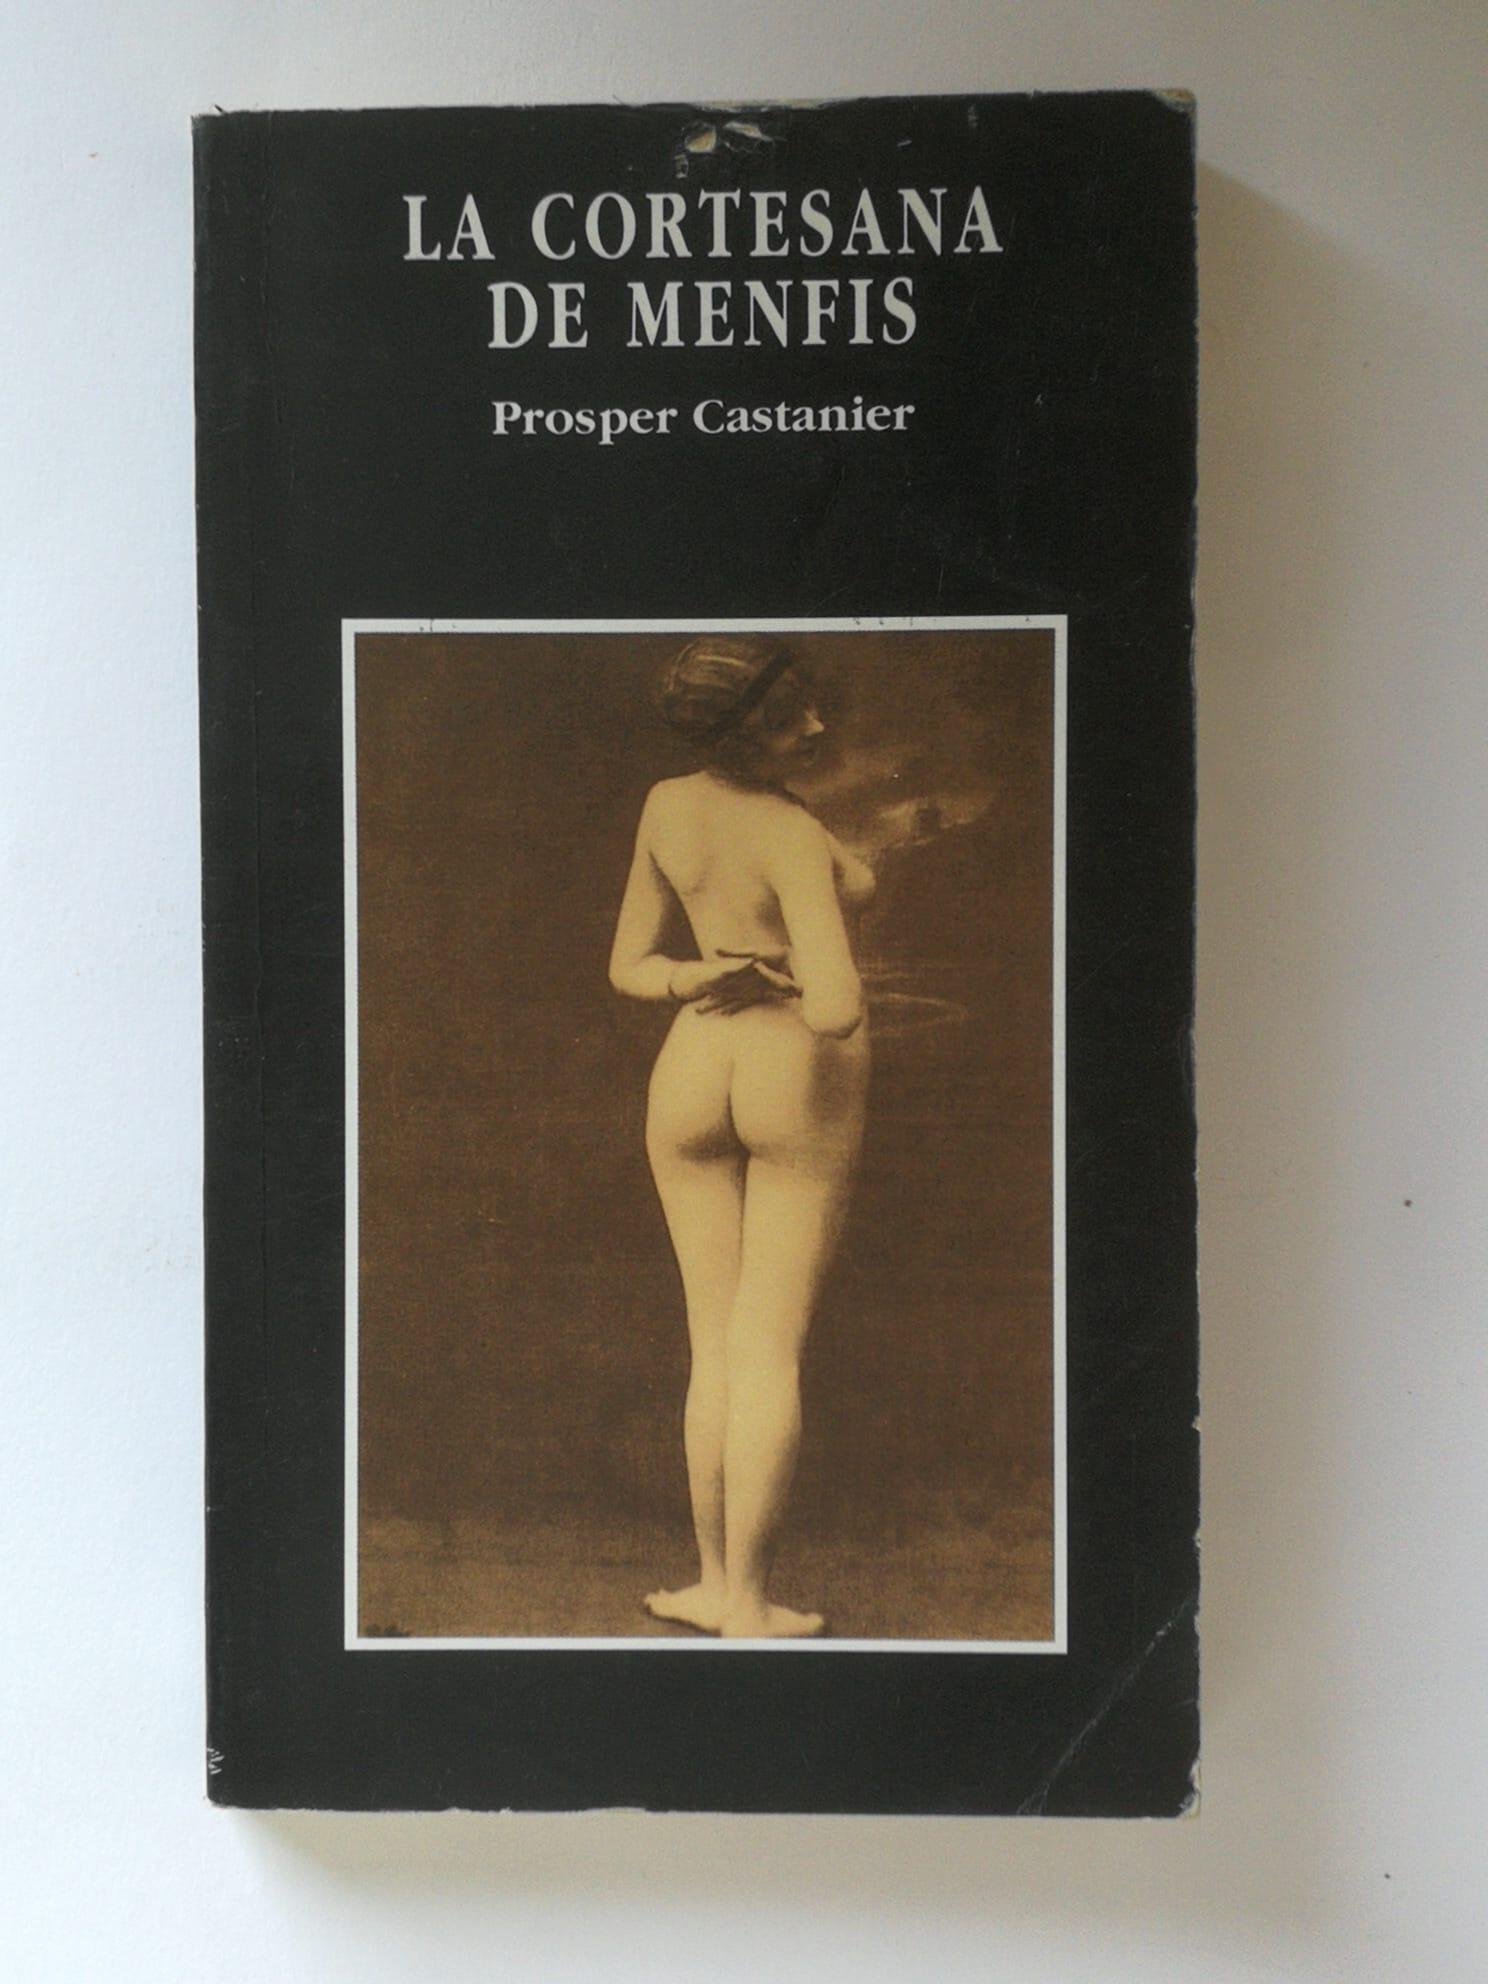 LA CORTESANA
DE MENFIS
Prosper Castanier